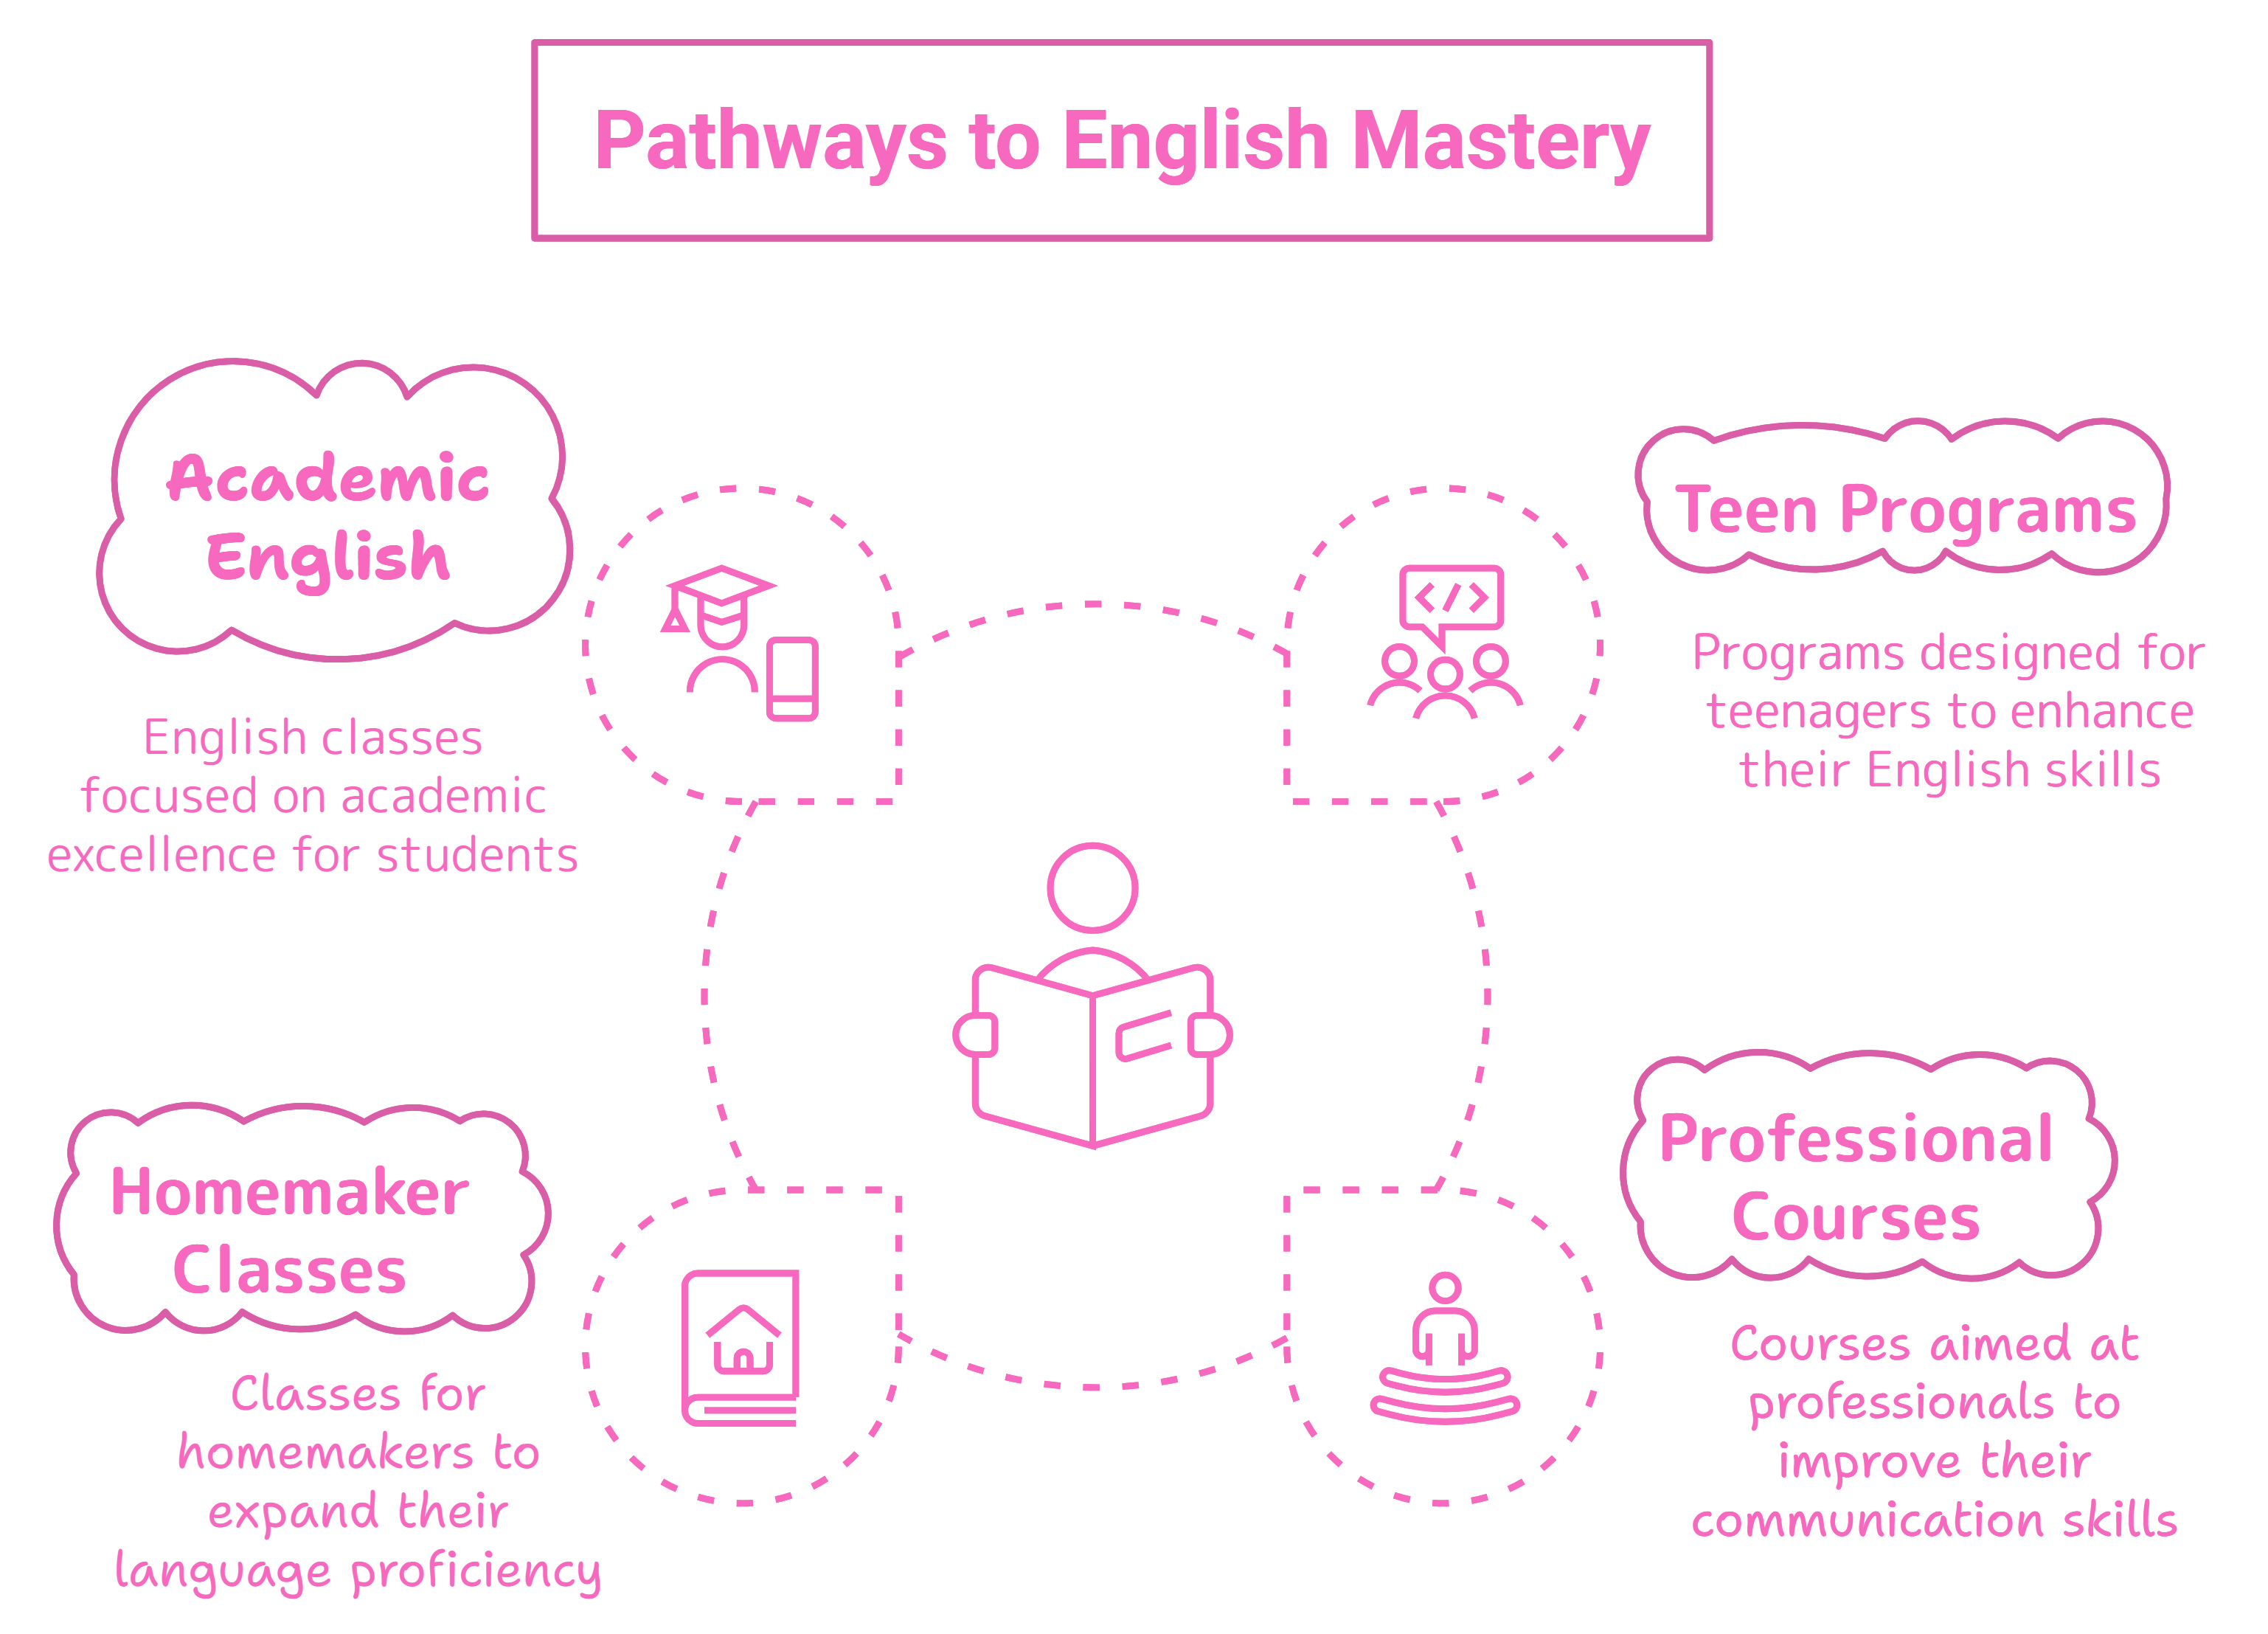 Pathways to English Mastery
Academic
English
English classes
focused on academic
excellence for students
Teen Programs
Programs designed for
teenagers to enhance
their English skills
</>
Homemaker
Classes
Classes for
homemakers to
expand their
language proficiency
Professional
Courses
Courses aimed at
professionals to
improve their
communication skills